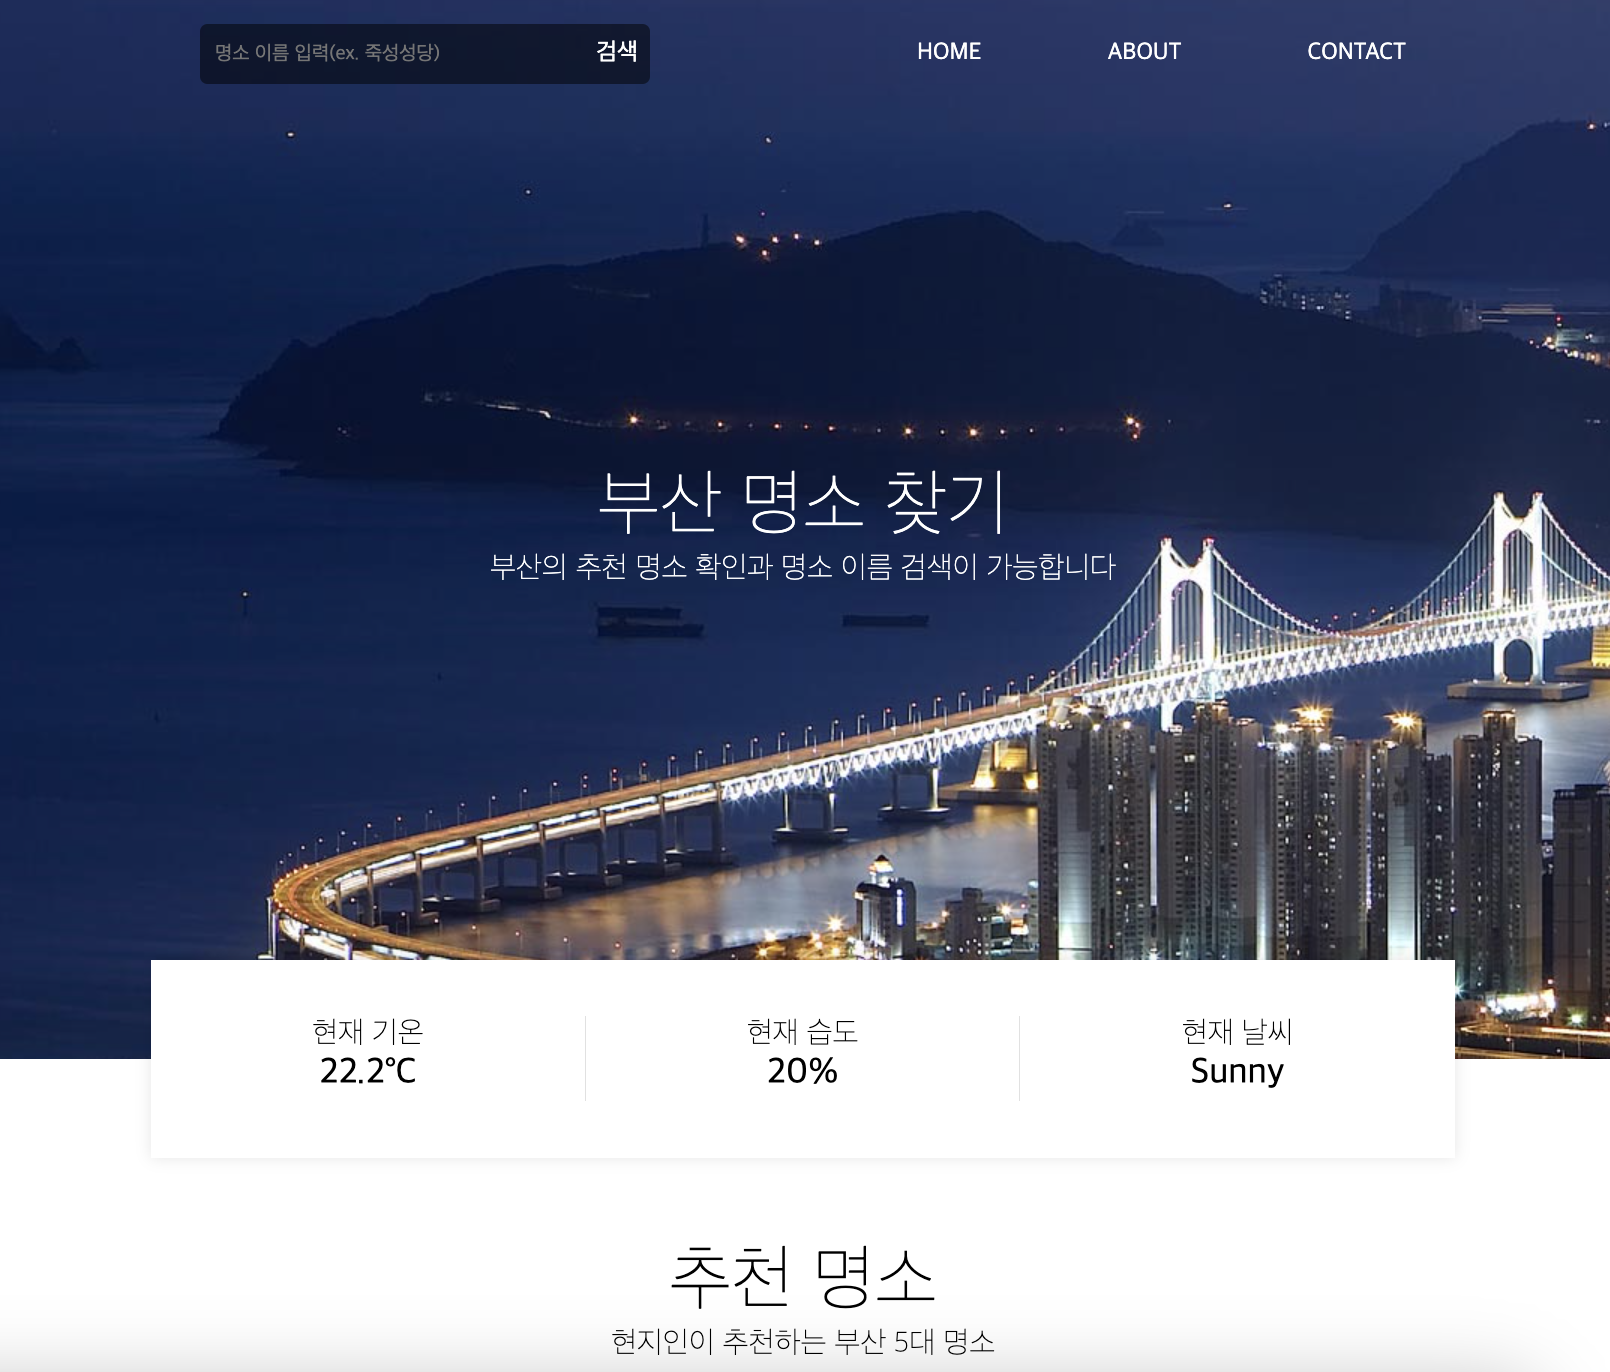 명소 이름 입력(ex. 죽성성당) 검색 HOME ABOUT CONTACT
부산 명소 찾기
부산의 추천 명소 확인과 명소 이름 검색이 가능합니다
현재 기온
22.2°C
현재 습도
20%
현재 날씨
Sunny
추천 명소
현지인이 추천하는 부산 5대 명소